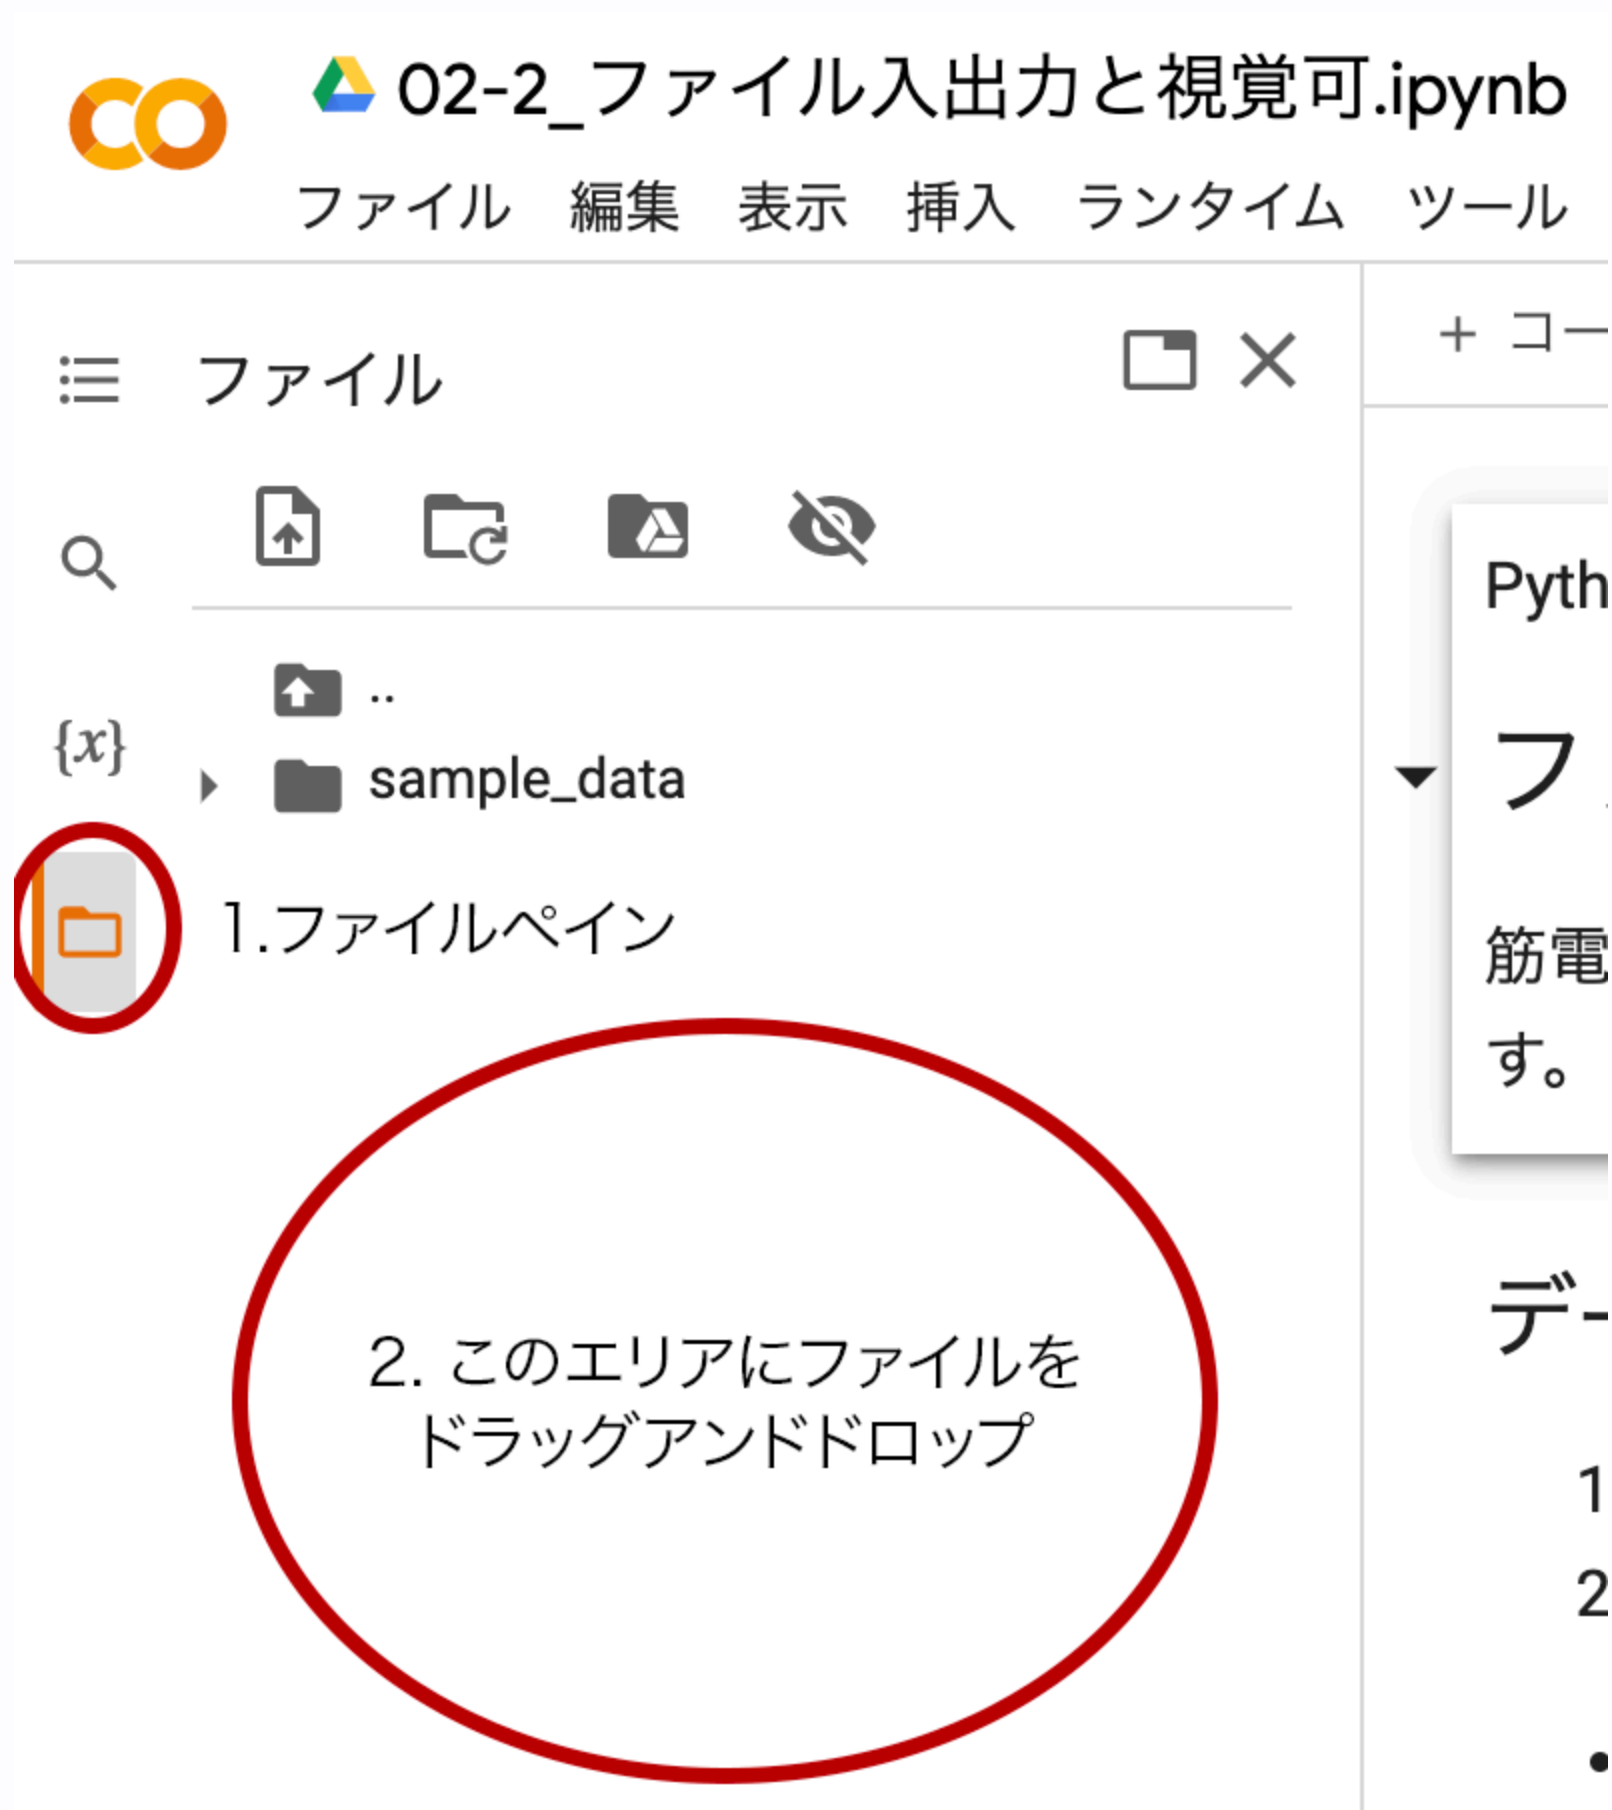 02-2_ファイル入出力と視覚可.ipynb
ファイル 編集 表示 挿入 ランタイム ツール
ファイル
+ コー
..
sample_data
{x}
1.ファイルペイン
2. このエリアにファイルを
ドラッグアンドドロップ
Pyth
フ
筋電
す。
デー
1
2